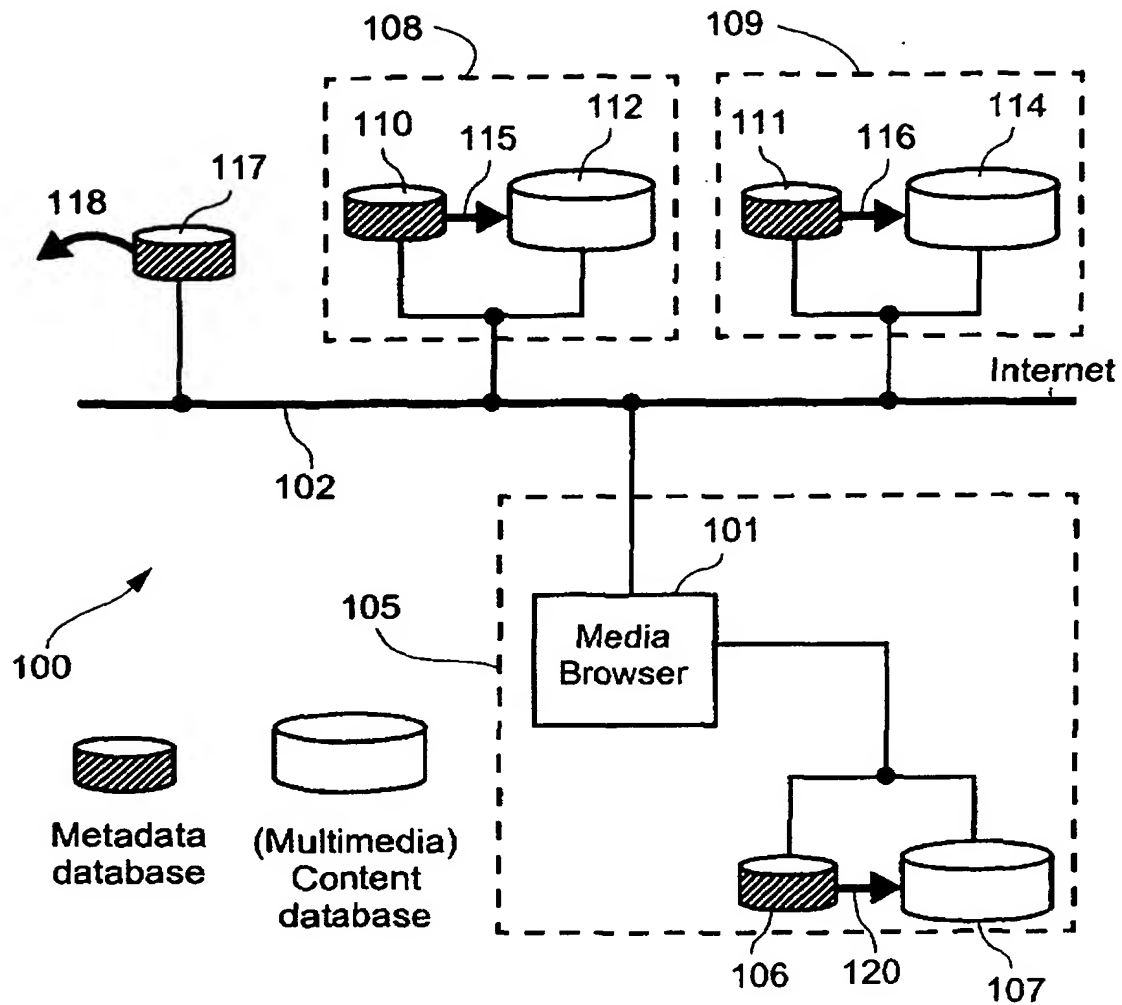 108
109
110
115
112
111
116
114
117
118
Internet
102
101
105
Media
Browser
100
Metadata
database
(Multimedia)
Content
database
106
120
107